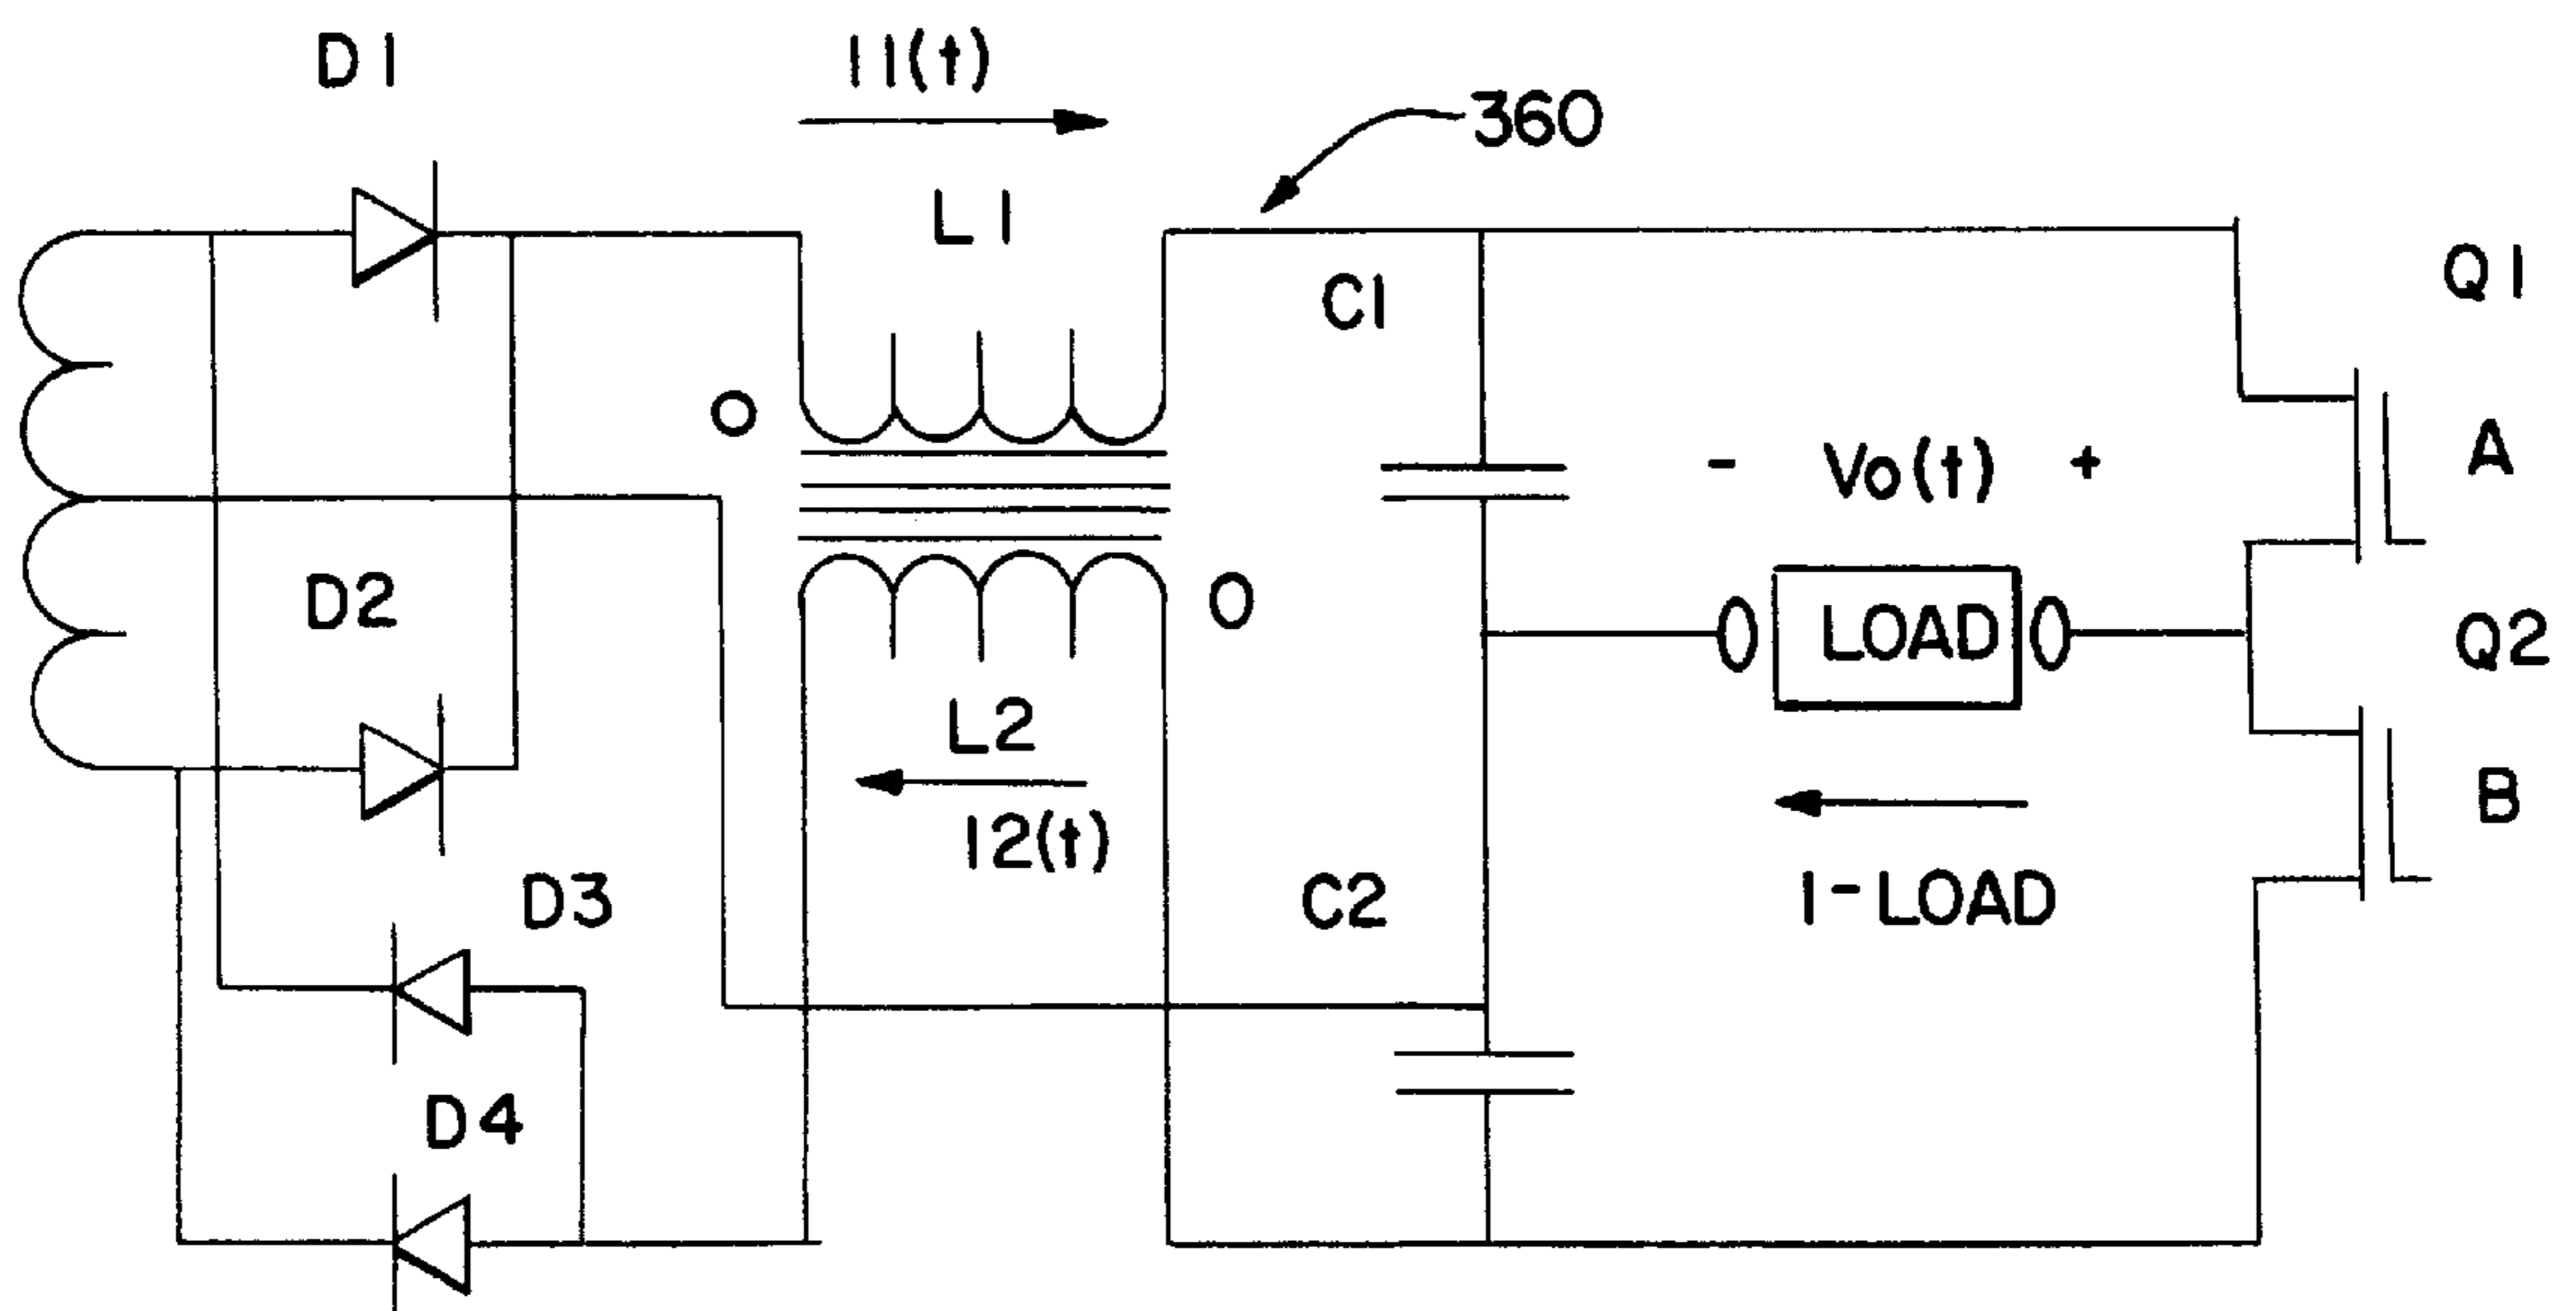 D1
I1(t)
360
L1
Q1
C1
O
- Vo(t) +
A
D2
O
LOAD
Q2
L2
I2(t)
B
D3
C2
I-LOAD
D4